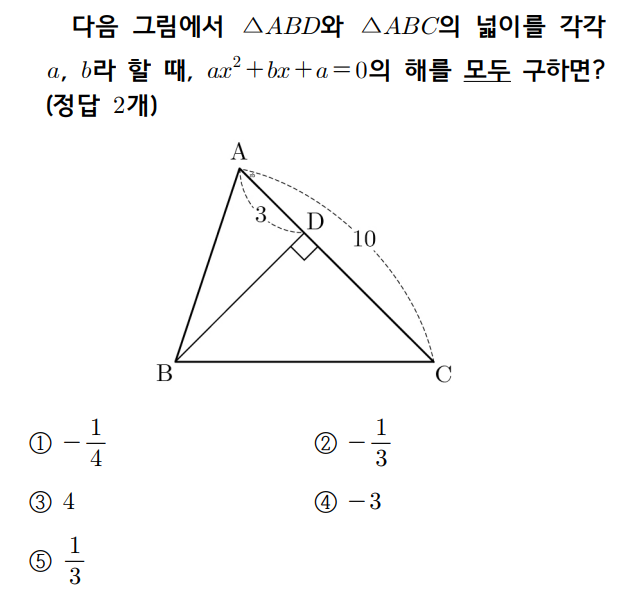 다음 그림에서 △ABD와 △ABC의 넓이를 각각
a, b라 할 때, ax²+bx+a=0의 해를 모두 구하면?
(정답 2개)
A
3
D
10
B
C
① -1/4
② -1/3
③ 4
④ -3
⑤ 1/3